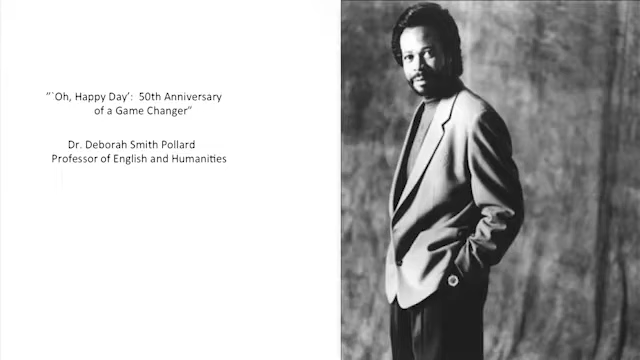 "`Oh, Happy Day’:  50th Anniversary
of a Game Changer"
Dr. Deborah Smith Pollard
Professor of English and Humanities